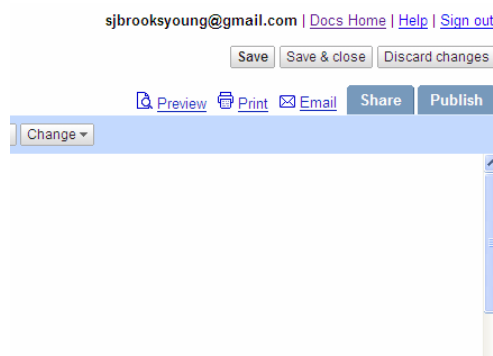 sjbrooksyoung@gmail.com | Docs Home | Help | Sign out
Save Save & close Discard changes
Preview Print Email Share Publish
Change